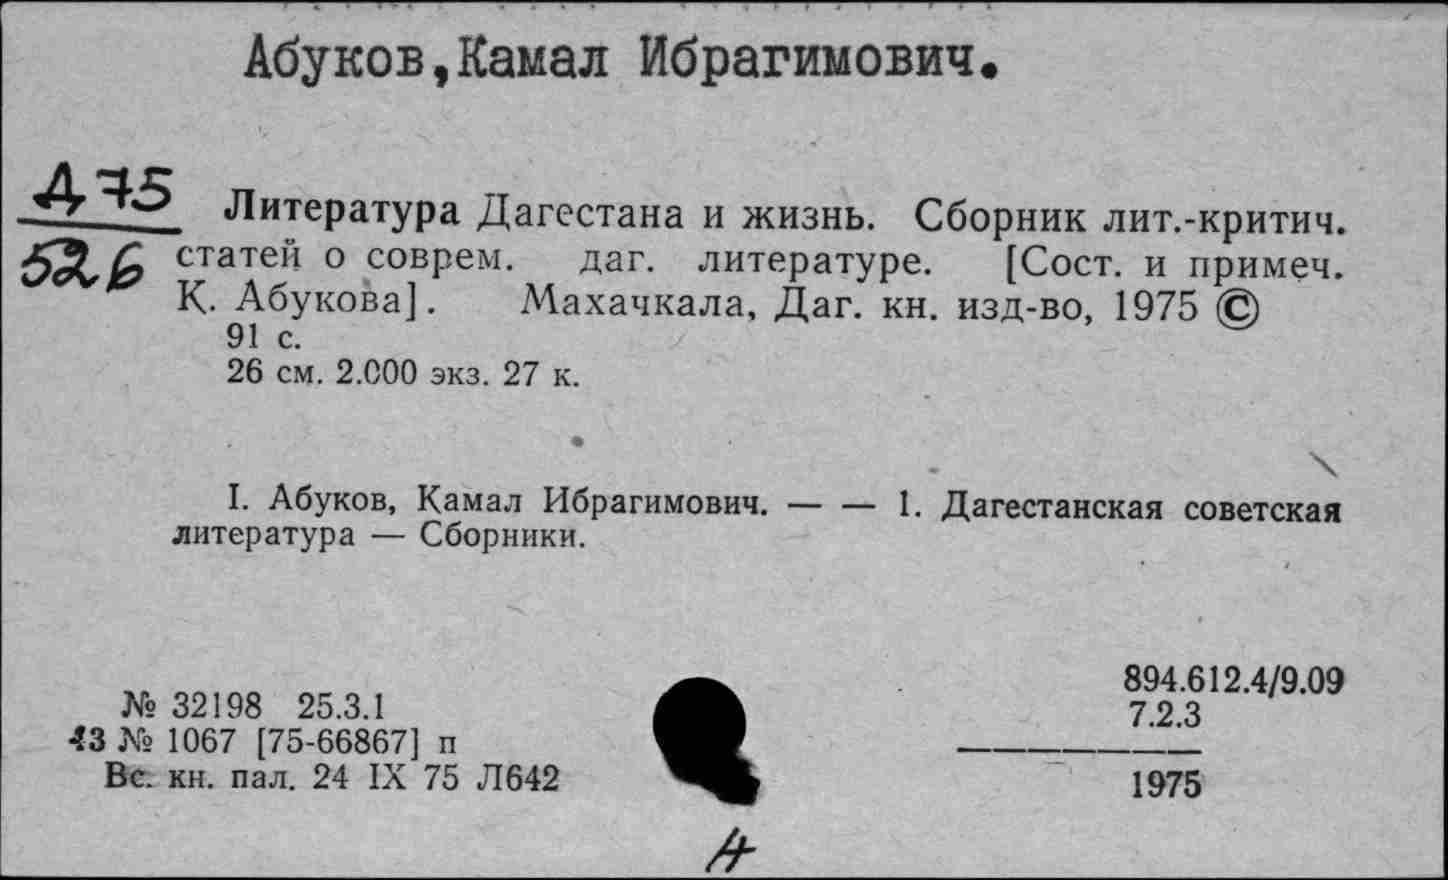 Абуков,Камал Ибрагимович.
Д75
526
Литература Дагестана и жизнь. Сборник лит.-критич.
статей о соврем. даг. литературе. [Сост. и примеч.
К. Абукова]. Махачкала, Даг. кн. изд-во, 1975 ©
91 с.
26 см. 2.000 экз. 27 к.
I. Абуков, Камал Ибрагимович. — — 1. Дагестанская советская
литература — Сборники.
894.612.4/9.09
7.2.3
1975
№ 32198 25.3.1
43 № 1067 [75-66867] п
Вс. кн. пал. 24 IX 75 Л642